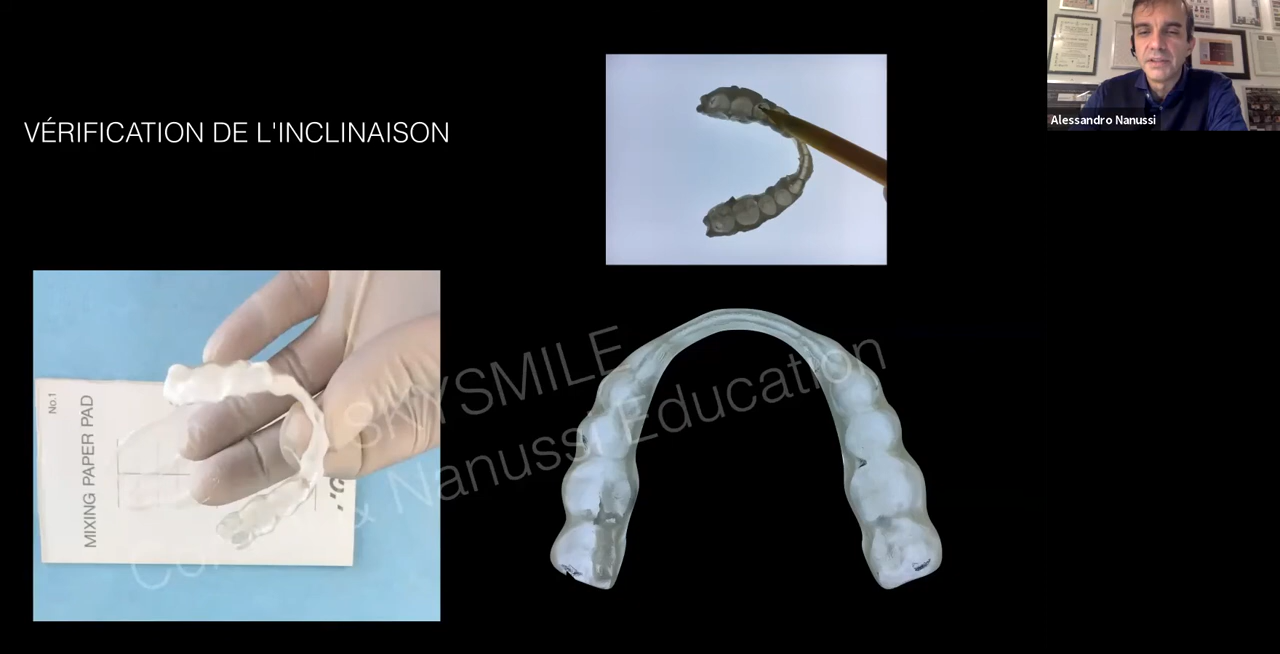 VÉRIFICATION DE L'INCLINAISON
Alessandro Nanussi
No.1
MIXING PAPER PAD
SKYSMILE
& Nanussi Education